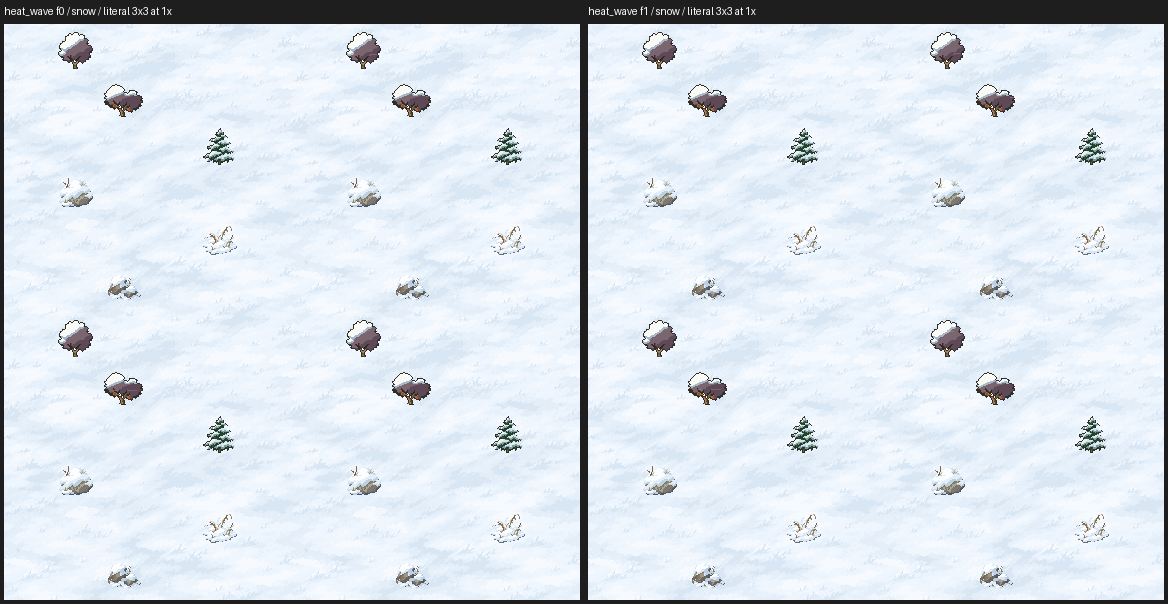 heat_wave f0 / snow / literal 3x3 at 1x
heat_wave f1 / snow / literal 3x3 at 1x